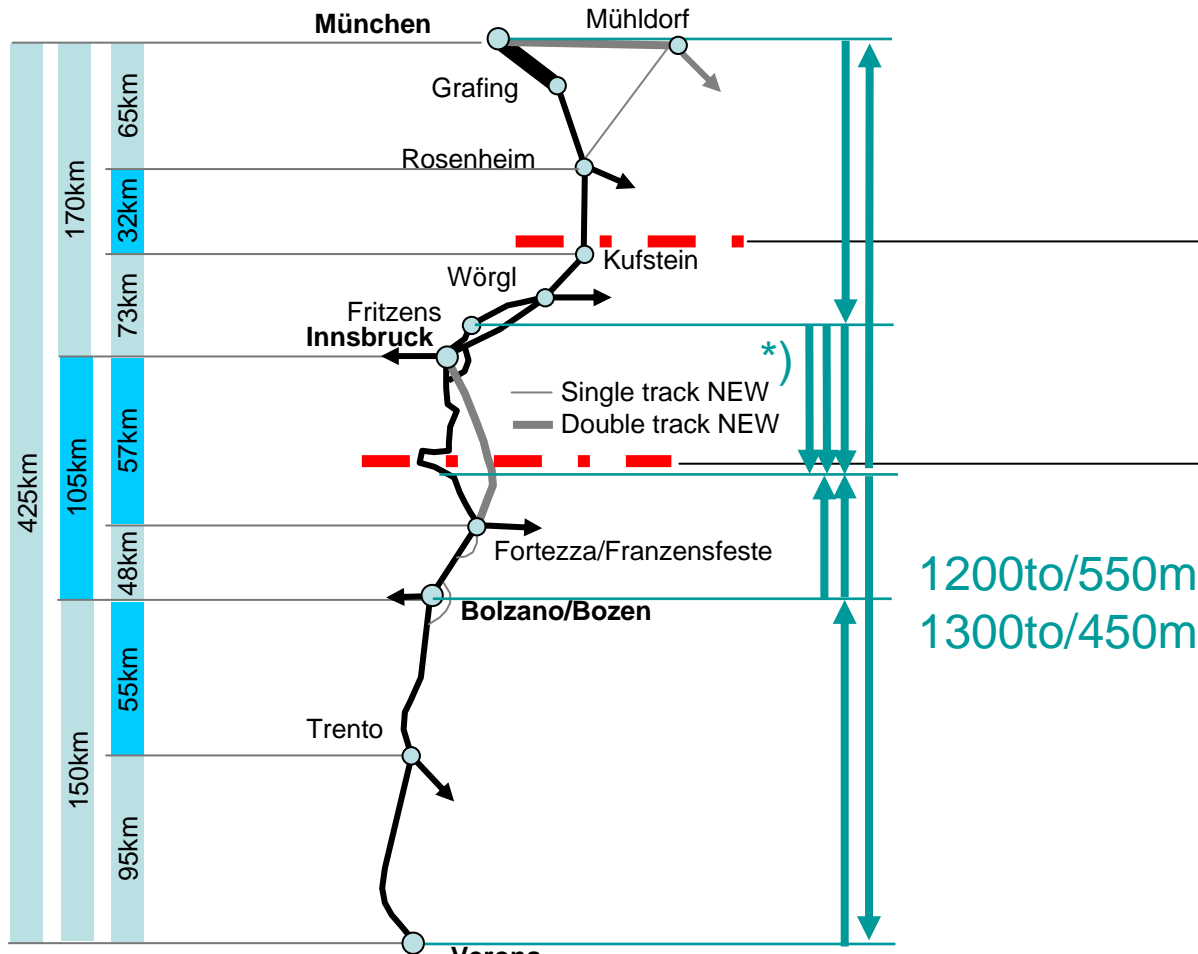 München
Mühldorf
Grafing
65km
Rosenheim
170km
32km
Kufstein
Wörgl
73km
Fritzens
Innsbruck
*)
Single track NEW
Double track NEW
57km
105km
425km
Fortezza/Franzensfeste
48km
1200to/550m
Bolzano/Bozen
1300to/450m
55km
Trento
150km
95km
Verona